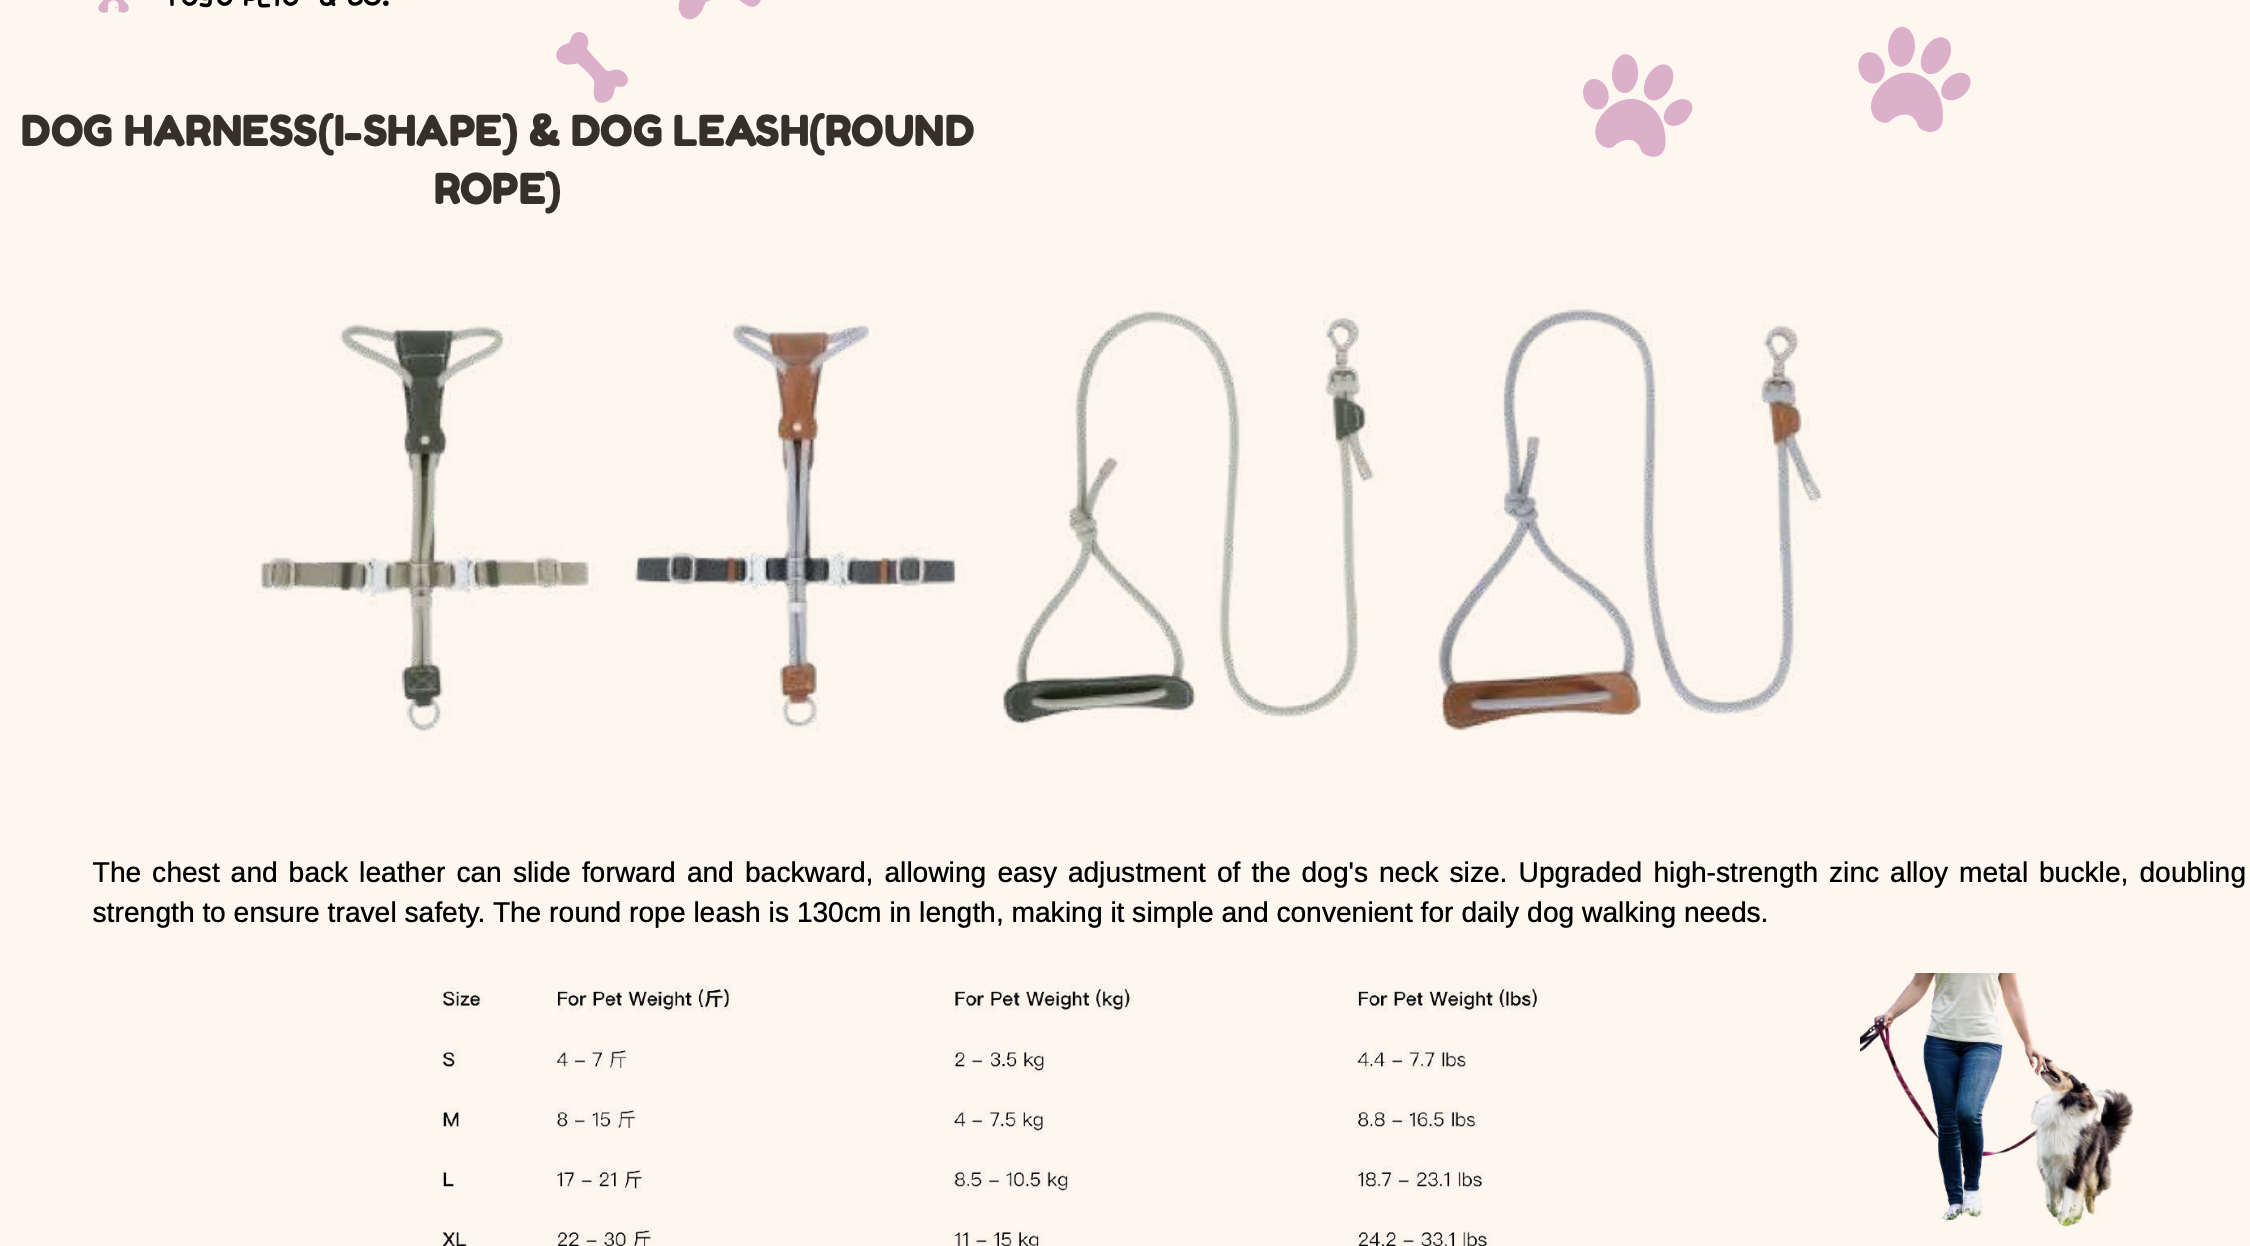 & CO.
DOG HARNESS(I-SHAPE) & DOG LEASH(ROUND
ROPE)
The chest and back leather can slide forward and backward, allowing easy adjustment of the dog's neck size. Upgraded high-strength zinc alloy metal buckle, doubling
strength to ensure travel safety. The round rope leash is 130cm in length, making it simple and convenient for daily dog walking needs.
Size For Pet Weight (斤) For Pet Weight (kg) For Pet Weight (lbs)
S 4 – 7 斤 2 – 3.5 kg 4.4 – 7.7 lbs
M 8 – 15 斤 4 – 7.5 kg 8.8 – 16.5 lbs
L 17 – 21 斤 8.5 – 10.5 kg 18.7 – 23.1 lbs
XL 22 – 30 斤 11 – 15 kg 24.2 – 33.1 lbs